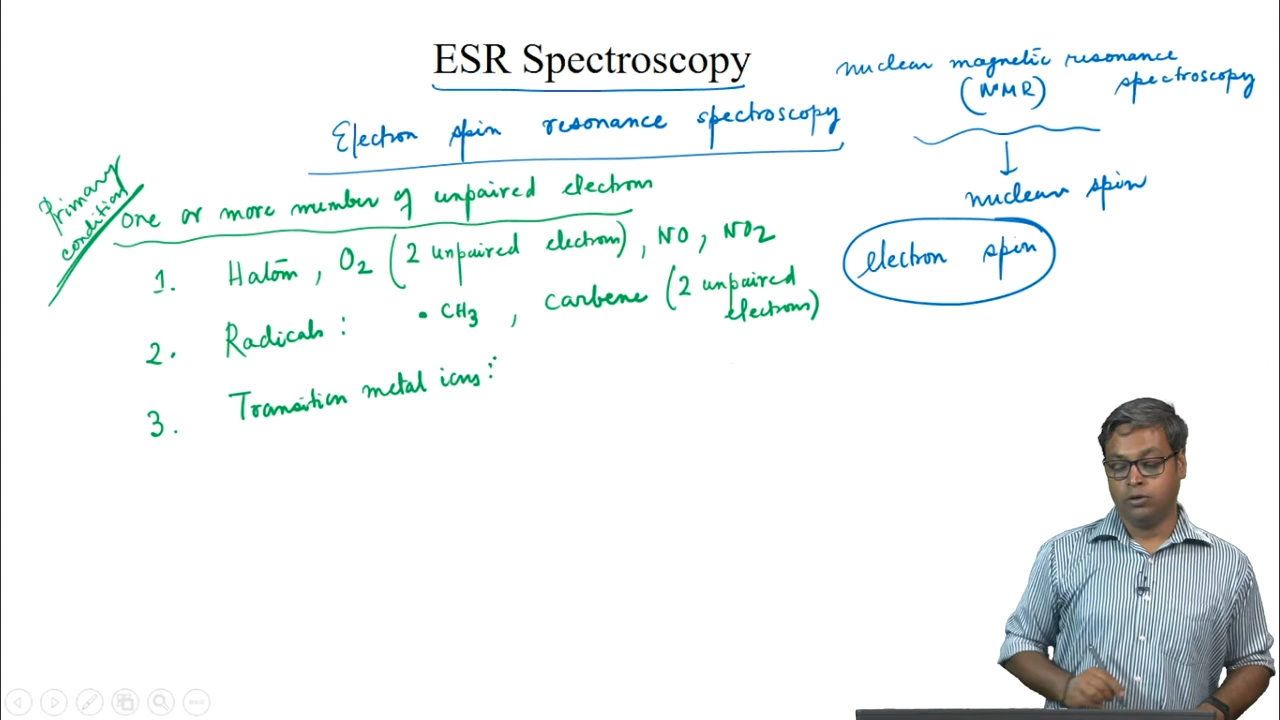 ESR Spectroscopy
nuclear magnetic resonance
(NMR) spectroscopy
Electron spin resonance spectroscopy
nuclear spin
electron spin
Primary
condition
One or more number of unpaired electron
1. H atom, O2 (2 unpaired electron), NO, NO2
2. Radicals: • CH3, carbene (2 unpaired
electrons)
3. Transition metal ions: